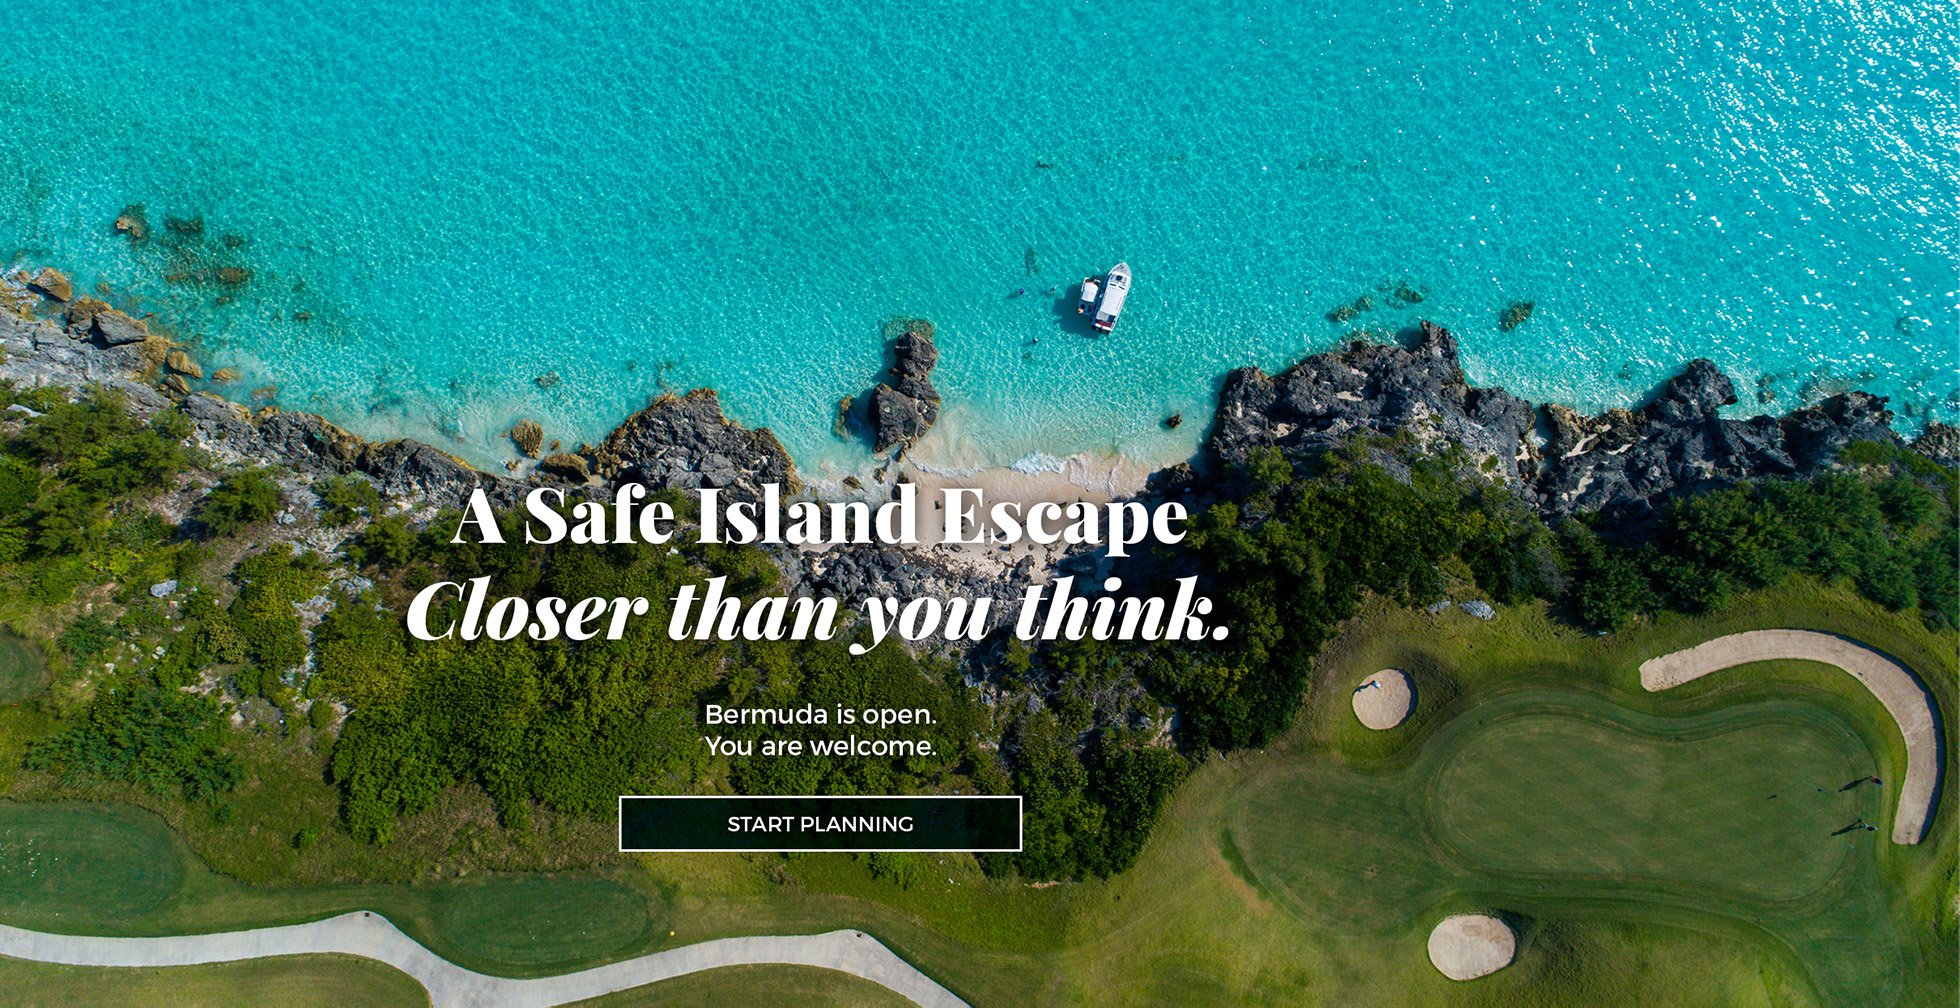 A Safe Island Escape
Closer than you think.
Bermuda is open.
You are welcome.
START PLANNING